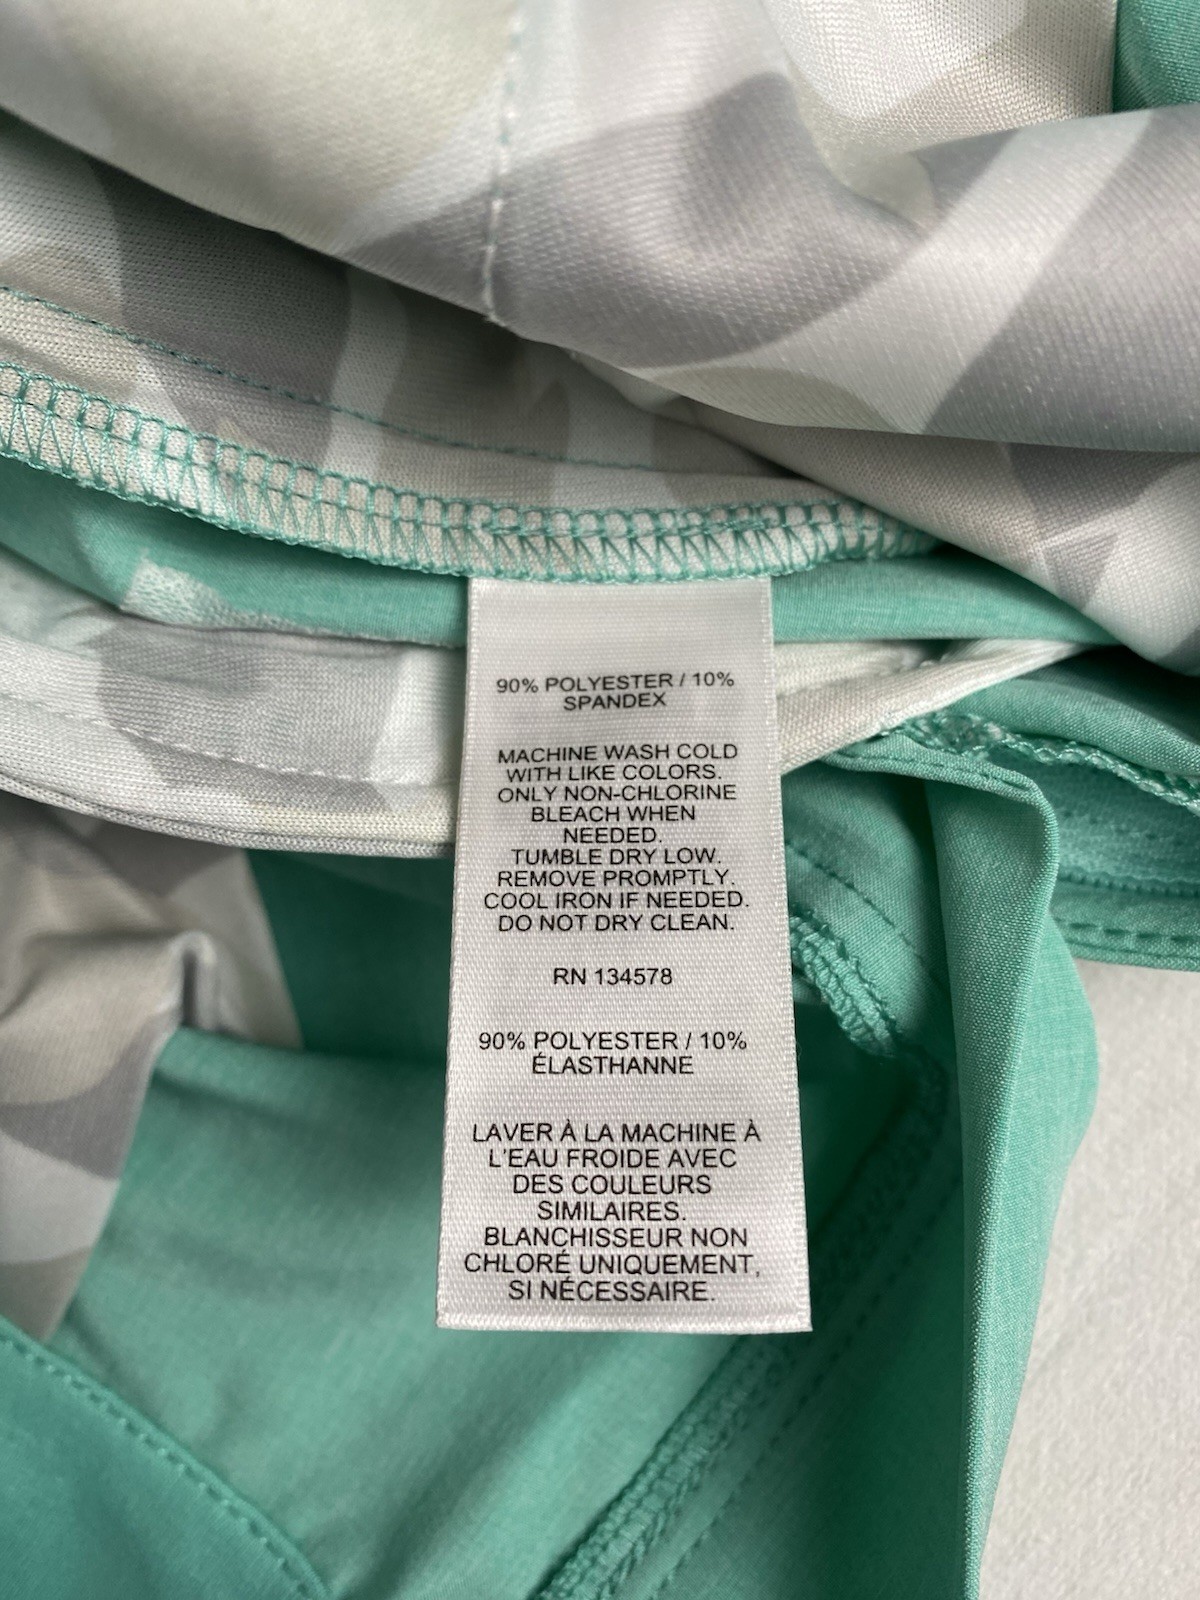 90% POLYESTER / 10%
SPANDEX
MACHINE WASH COLD
WITH LIKE COLORS.
ONLY NON-CHLORINE
BLEACH WHEN
NEEDED.
TUMBLE DRY LOW.
REMOVE PROMPTLY.
COOL IRON IF NEEDED.
DO NOT DRY CLEAN.
RN 134578
90% POLYESTER / 10%
ÉLASTHANNE
LAVER À LA MACHINE À
L'EAU FROIDE AVEC
DES COULEURS
SIMILAIRES.
BLANCHISSEUR NON
CHLORÉ UNIQUEMENT,
SI NÉCESSAIRE.